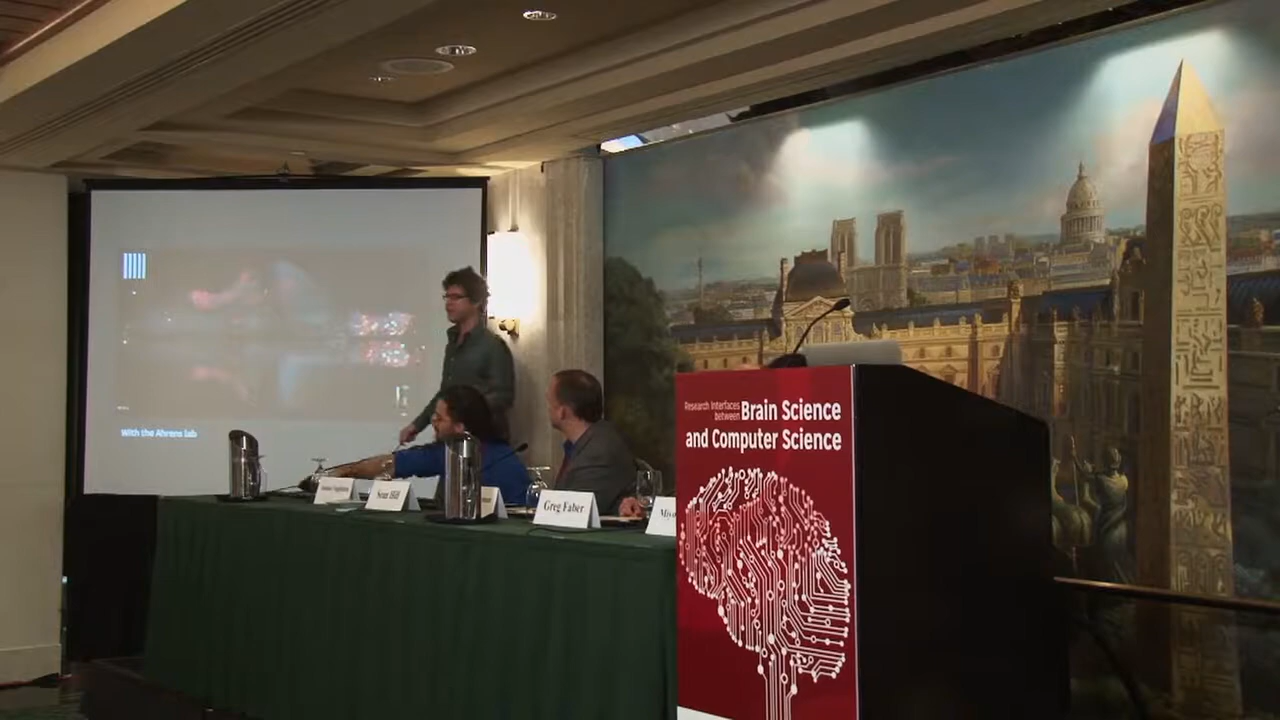 With the Ahrens lab
Sean Hill
Greg Faber
Research Interfaces
between Brain Science
and Computer Science